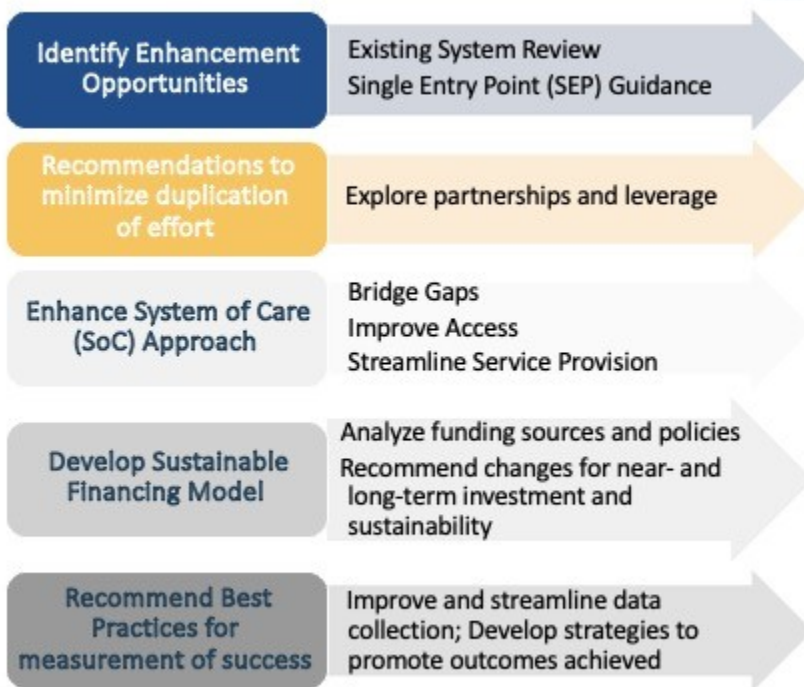 Identify Enhancement
Opportunities
Existing System Review
Single Entry Point (SEP) Guidance
Recommendations to
minimize duplication
of effort
Explore partnerships and leverage
Enhance System of Care
(SoC) Approach
Bridge Gaps
Improve Access
Streamline Service Provision
Develop Sustainable
Financing Model
Analyze funding sources and policies
Recommend changes for near- and
long-term investment and
sustainability
Recommend Best
Practices for
measurement of success
Improve and streamline data
collection; Develop strategies to
promote outcomes achieved